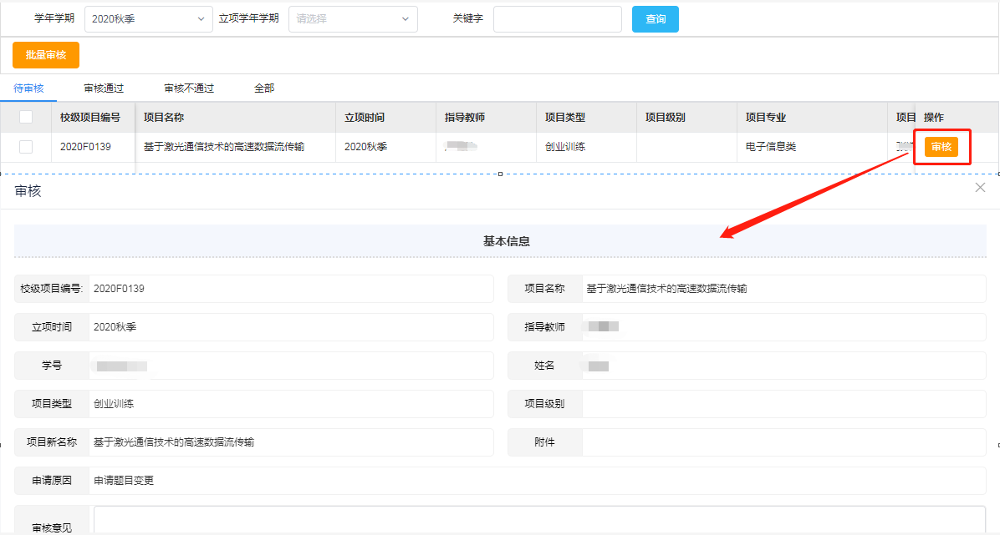 学年学期 2020秋季 立项学年学期 请选择 关键字 查询
批量审核
待审核 审核通过 审核不通过 全部
校级项目编号 项目名称 立项时间 指导教师 项目类型 项目级别 项目专业 项目 操作
2020F0139 基于激光通信技术的高速数据流传输 2020秋季 创业训练 电子信息类 审核
审核
基本信息
校级项目编号: 2020F0139 项目名称 基于激光通信技术的高速数据流传输
立项时间 2020秋季 指导教师
学号 姓名
项目类型 创业训练 项目级别
项目新名称 基于激光通信技术的高速数据流传输 附件
申请原因 申请题目变更
审核意见